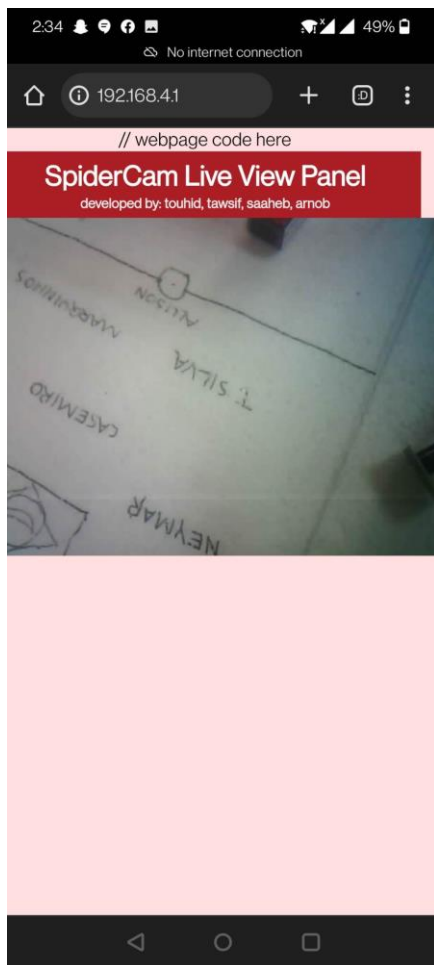 2:34
49%
No internet connection
192.168.4.1
:D
// webpage code here
SpiderCam Live View Panel
developed by: touhid, tawsif, saaheb, arnob
ALISSON
MARQUINHOS
T. SILVA
CASEMIRO
NEYMAR